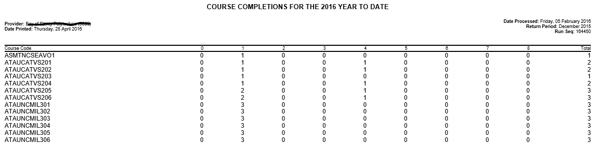 COURSE COMPLETIONS FOR THE 2016 YEAR TO DATE
Provider:
Date Printed: Thursday, 28 April 2016
Date Processed: Friday, 05 February 2016
Return Period: December 2015
Run Seq: 164450
Course Code 0 1 2 3 4 5 6 7 8 Total
ASMTNCSEAVO1 0 1 0 0 0 0 0 0 0 1
ATAUCATVS201 0 1 0 0 1 0 0 0 0 2
ATAUCATVS202 0 1 0 0 1 0 0 0 0 2
ATAUCATVS203 0 1 0 0 0 0 0 0 0 1
ATAUCATVS204 0 1 0 0 1 0 0 0 0 2
ATAUCATVS205 0 2 0 0 1 0 0 0 0 3
ATAUCATVS206 0 2 0 0 1 0 0 0 0 3
ATAUNCMIL301 0 3 0 0 0 0 0 0 0 3
ATAUNCMIL302 0 3 0 0 0 0 0 0 0 3
ATAUNCMIL303 0 3 0 0 0 0 0 0 0 3
ATAUNCMIL304 0 3 0 0 0 0 0 0 0 3
ATAUNCMIL305 0 3 0 0 0 0 0 0 0 3
ATAUNCMIL306 0 3 0 0 0 0 0 0 0 3